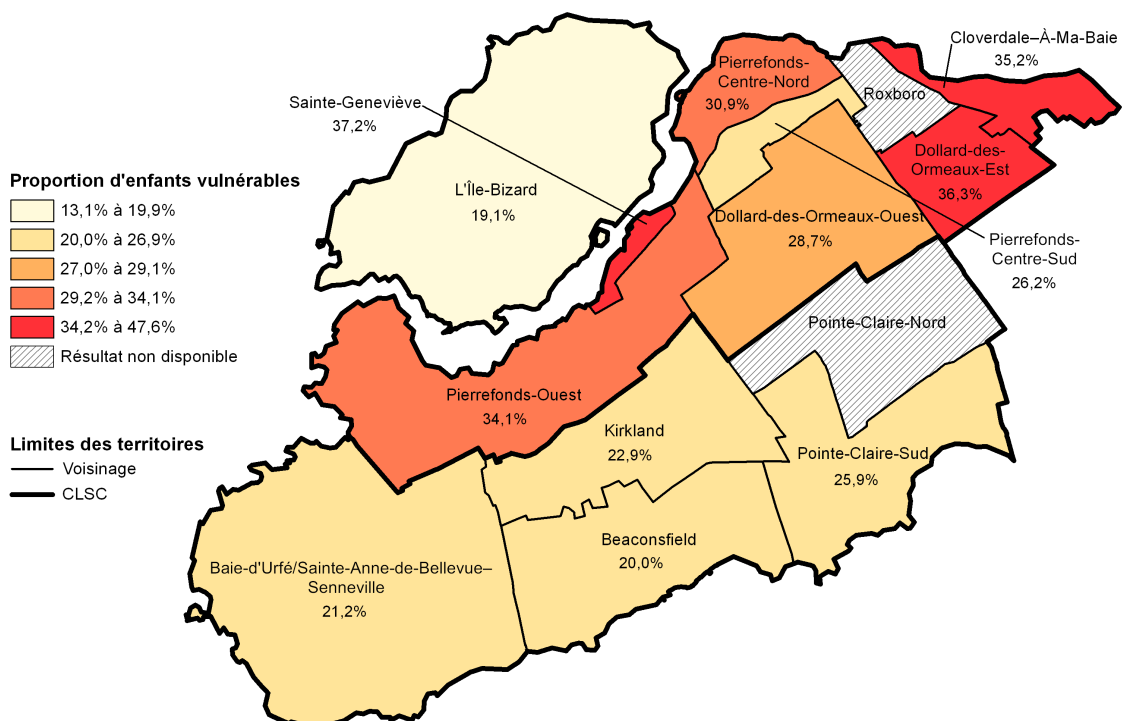 Cloverdale–À-Ma-Baie
35,2%
Pierrefonds-
Centre-Nord
30,9%
Roxboro
Sainte-Geneviève
37,2%
Dollard-des-
Ormeaux-Est
36,3%
Proportion d'enfants vulnérables
13,1% à 19,9%
20,0% à 26,9%
27,0% à 29,1%
29,2% à 34,1%
34,2% à 47,6%
Résultat non disponible
L'Île-Bizard
19,1%
Dollard-des-Ormeaux-Ouest
28,7%
Pierrefonds-
Centre-Sud
26,2%
Pointe-Claire-Nord
Pierrefonds-Ouest
34,1%
Limites des territoires
Voisinage
CLSC
Kirkland
22,9%
Pointe-Claire-Sud
25,9%
Beaconsfield
20,0%
Baie-d'Urfé/Sainte-Anne-de-Bellevue–
Senneville
21,2%